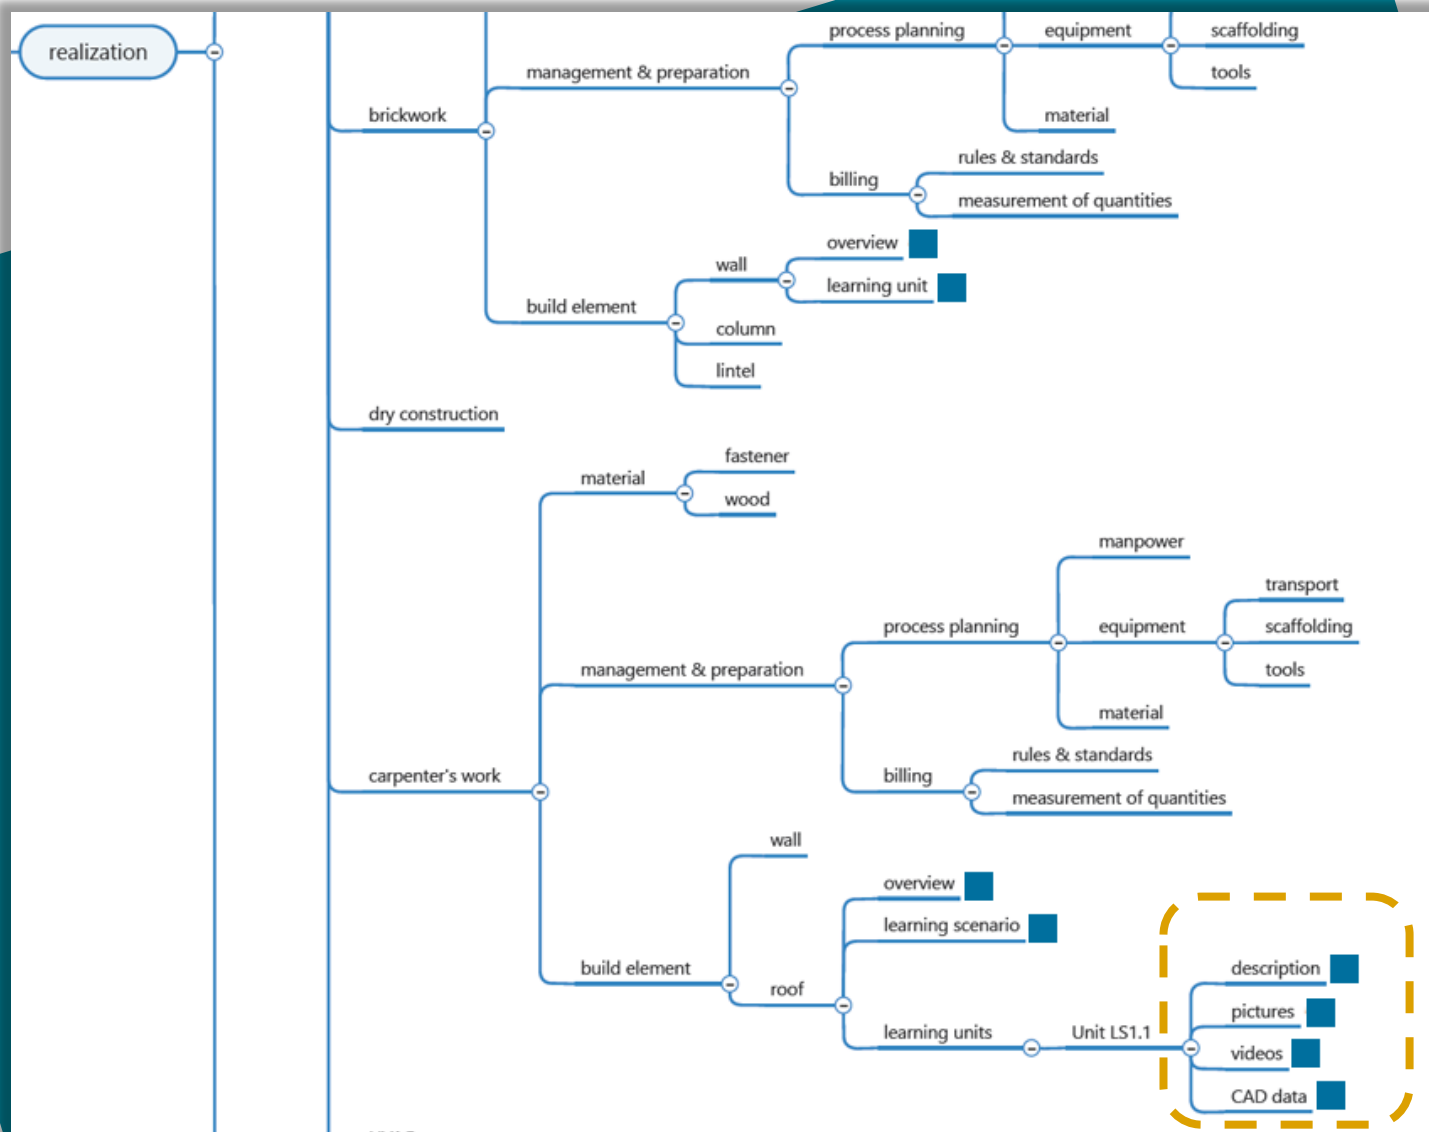 realization
process planning
equipment
scaffolding
tools
management & preparation
brickwork
material
rules & standards
billing
measurement of quantities
overview
wall
learning unit
build element
column
lintel
dry construction
fastener
material
wood
manpower
transport
process planning
equipment
scaffolding
management & preparation
tools
material
rules & standards
carpenter's work
billing
measurement of quantities
wall
overview
learning scenario
build element
description
roof
pictures
learning units
Unit LS1.1
videos
CAD data